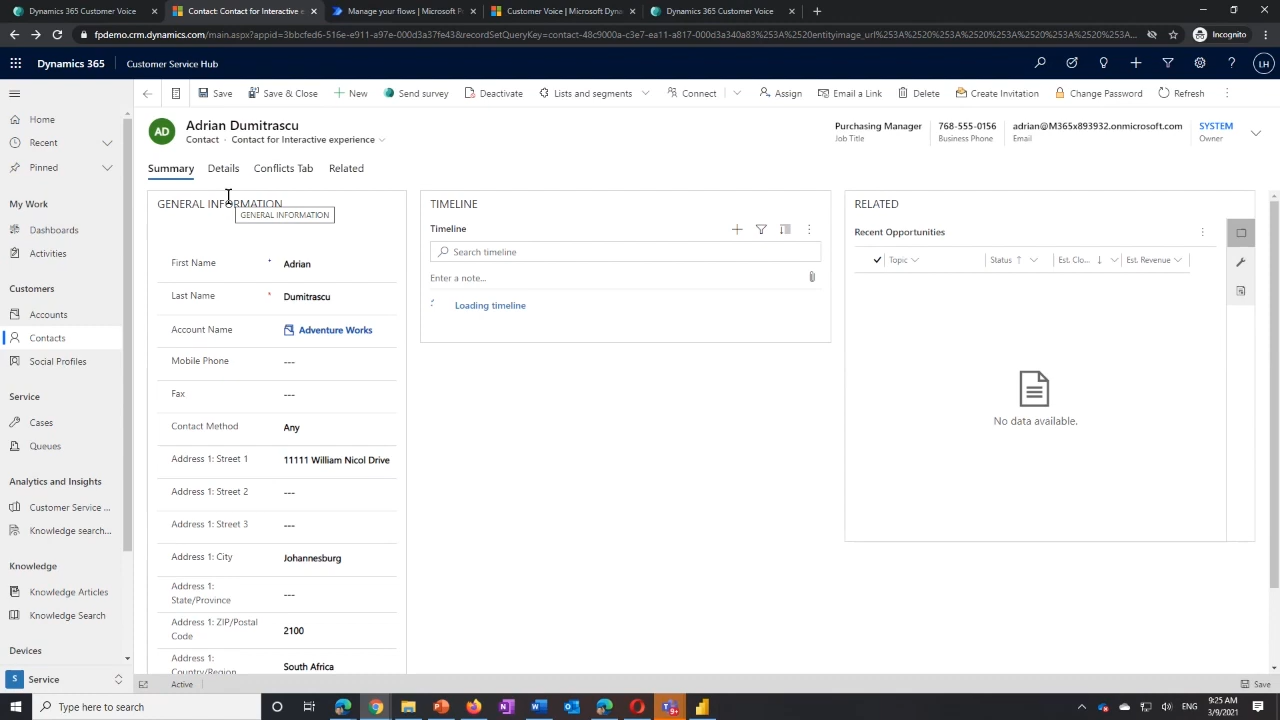 Dynamics 365 Customer Voice
Contact: Contact for Interactive e
Manage your flows | Microsoft P
Customer Voice | Microsoft Dyn
Dynamics 365 Customer Voice
fpdemo.crm.dynamics.com/main.aspx?appid=3bbcfed6-516e-e911-a97e-000d3a37fe43&recordSetQueryKey=contact-48c9000a-c3e7-ea11-a817-000d3a340a83%253A%2520%253Aentityimage_url%253A%2520%253A%2520%253A%2520%253A%2520%253A%2520%253A%2520%253A...
Incognito
Dynamics 365
Customer Service Hub
LH
Save
Save & Close
New
Send survey
Deactivate
Lists and segments
Connect
Assign
Email a Link
Delete
Create Invitation
Change Password
Refresh
AD
Adrian Dumitrascu
Contact · Contact for Interactive experience
Purchasing Manager
Job Title
768-555-0156
Business Phone
adrian@M365x893932.onmicrosoft.com
Email
SYSTEM
Owner
Summary
Details
Conflicts Tab
Related
Home
Recent
Pinned
My Work
Dashboards
Activities
Customers
Accounts
Contacts
Social Profiles
Service
Cases
Queues
Analytics and Insights
Customer Service ...
Knowledge search...
Knowledge
Knowledge Articles
Knowledge Search
Devices
S Service
GENERAL INFORMATION
GENERAL INFORMATION
First Name * Adrian
Last Name * Dumitrascu
Account Name Adventure Works
Mobile Phone ---
Fax ---
Contact Method Any
Address 1: Street 1 11111 William Nicol Drive
Address 1: Street 2 ---
Address 1: Street 3 ---
Address 1: City Johannesburg
Address 1:
State/Province ---
Address 1: ZIP/Postal
Code 2100
Address 1:
Country/Region South Africa
TIMELINE
Timeline
Search timeline
Enter a note...
Loading timeline
RELATED
Recent Opportunities
Topic
Status
Est. Clo...
Est. Revenue
No data available.
Active
Save
Type here to search
ENG
9:25 AM
3/9/2021